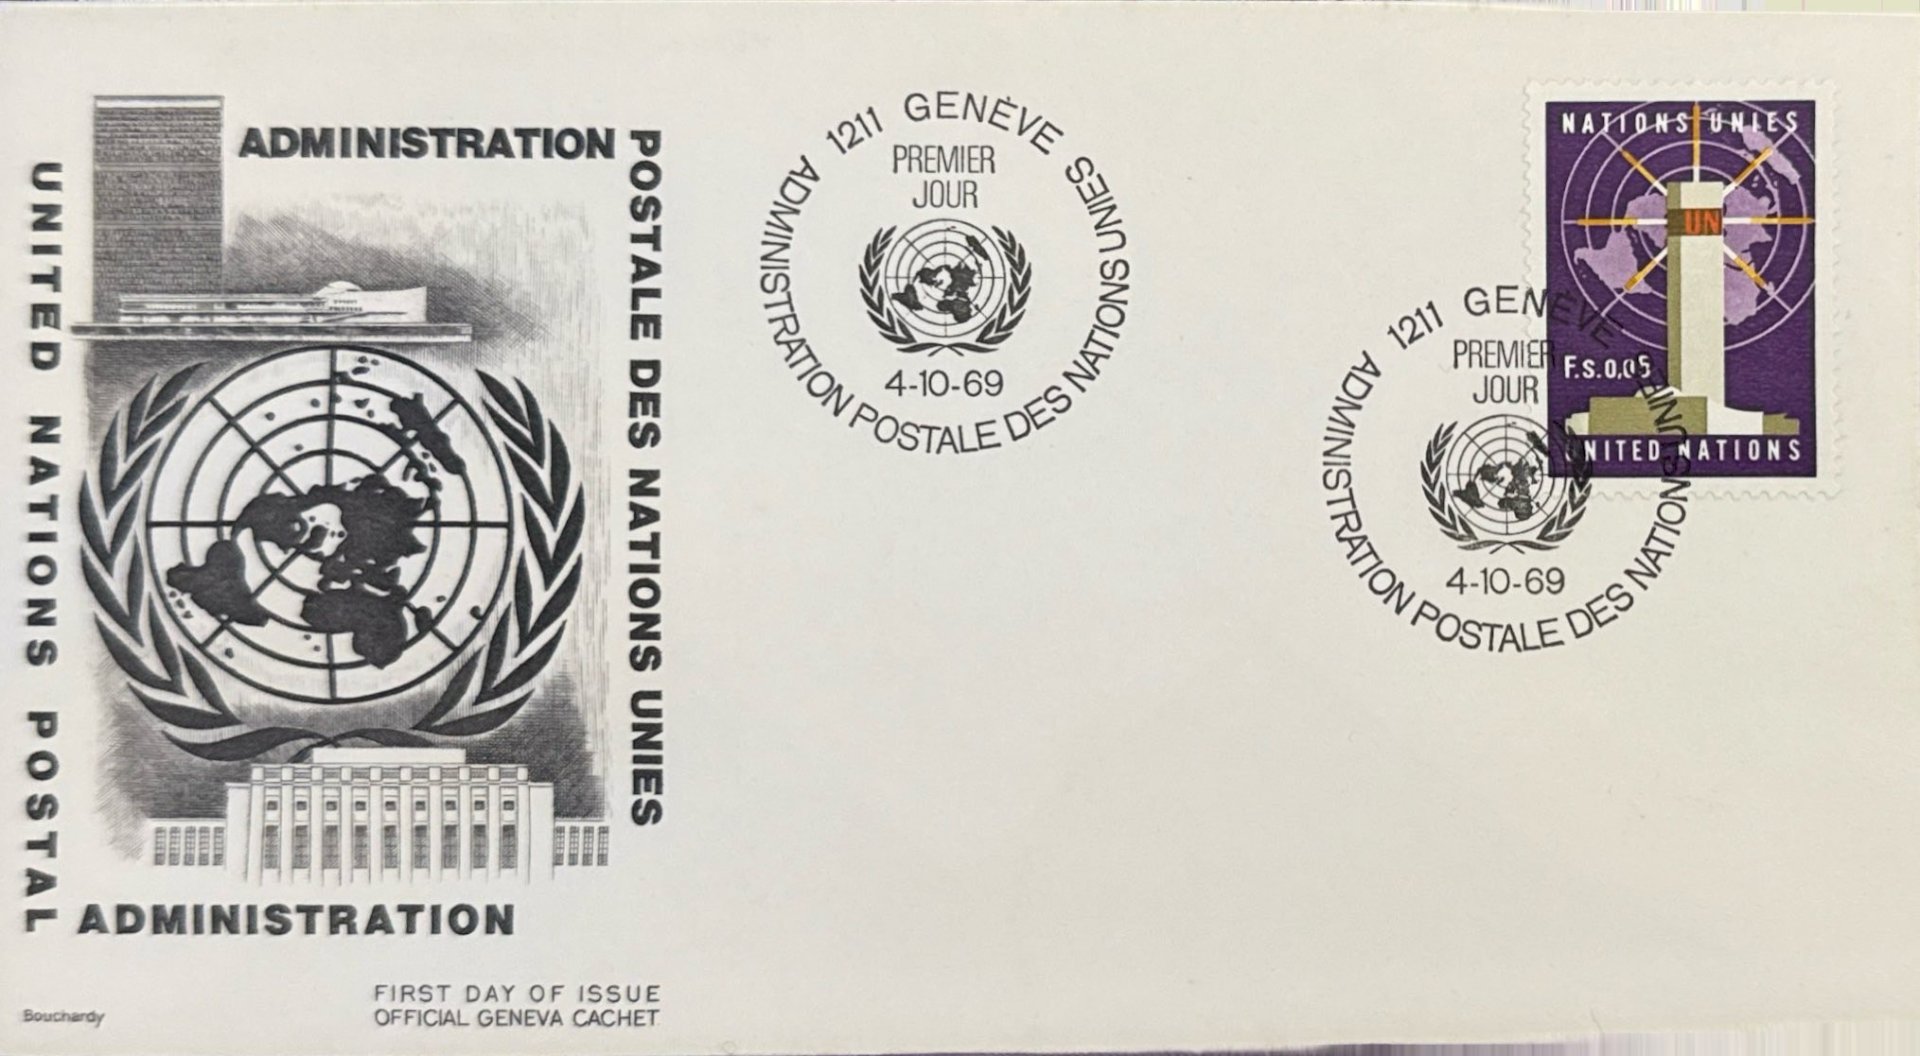 ADMINISTRATION
POSTALE DES NATIONS UNIES
UNITED NATIONS POSTAL
ADMINISTRATION
FIRST DAY OF ISSUE
OFFICIAL GENEVA CACHET
Bouchardy
1211 GENÈVE
ADMINISTRATION POSTALE DES NATIONS UNIES
PREMIER
JOUR
4-10-69
NATIONS UNIES
UN
F.S.0,05
UNITED NATIONS
1211 GENÈVE
ADMINISTRATION POSTALE DES NATIONS UNIES
PREMIER
JOUR
4-10-69